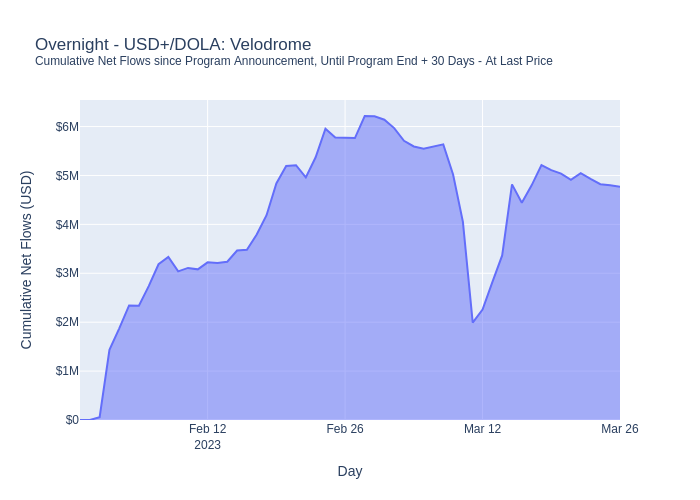 Overnight - USD+/DOLA: Velodrome
Cumulative Net Flows since Program Announcement, Until Program End + 30 Days - At Last Price
$6M
$5M
$4M
$3M
$2M
$1M
$0
Cumulative Net Flows (USD)
Feb 12
2023
Feb 26
Mar 12
Mar 26
Day